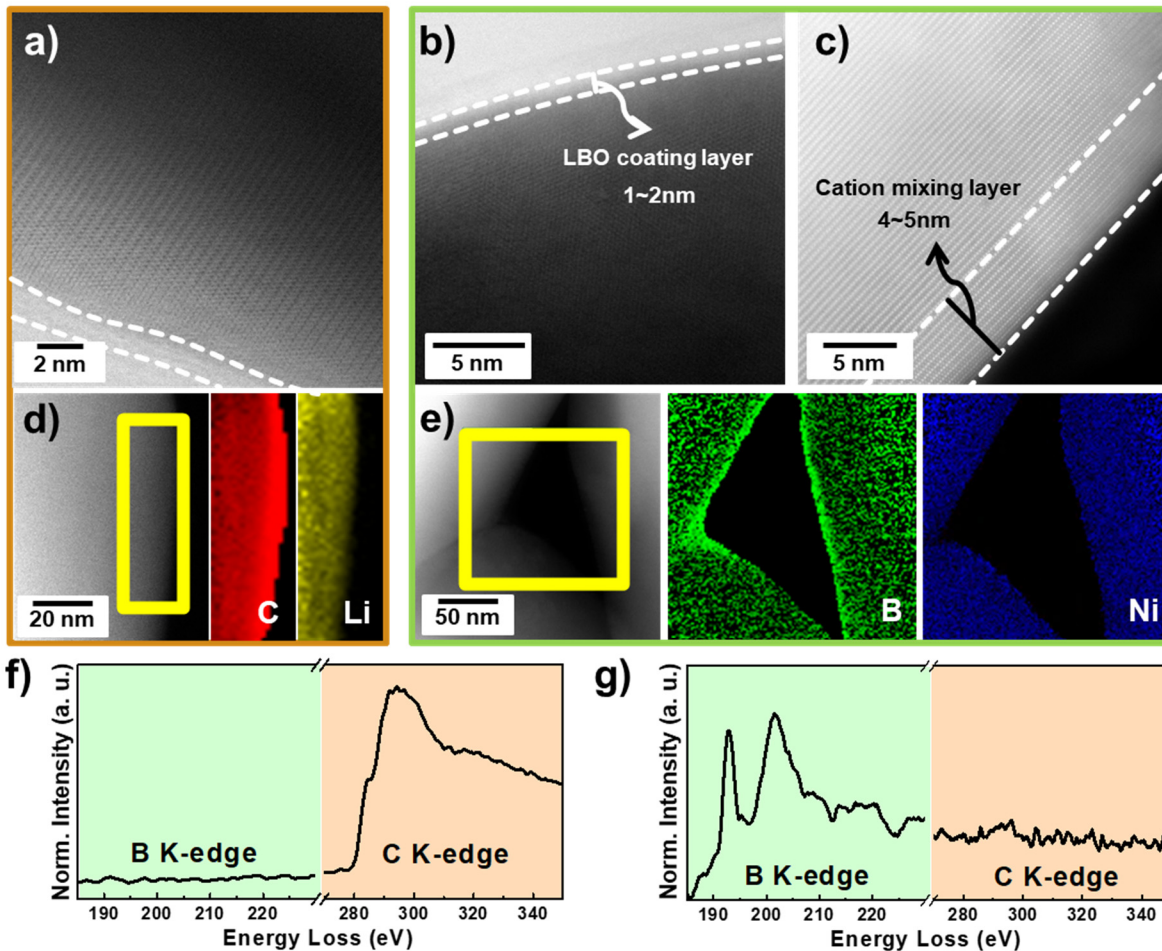 a)
2 nm
b)
LBO coating layer
1~2nm
5 nm
c)
Cation mixing layer
4~5nm
5 nm
d)
20 nm
C
Li
e)
50 nm
B
Ni
f)
Norm. Intensity (a. u.)
B K-edge
C K-edge
190 200 210 220 280 300 320 340
Energy Loss (eV)
g)
Norm. Intensity (a. u.)
B K-edge
C K-edge
190 200 210 220 280 300 320 340
Energy Loss (eV)